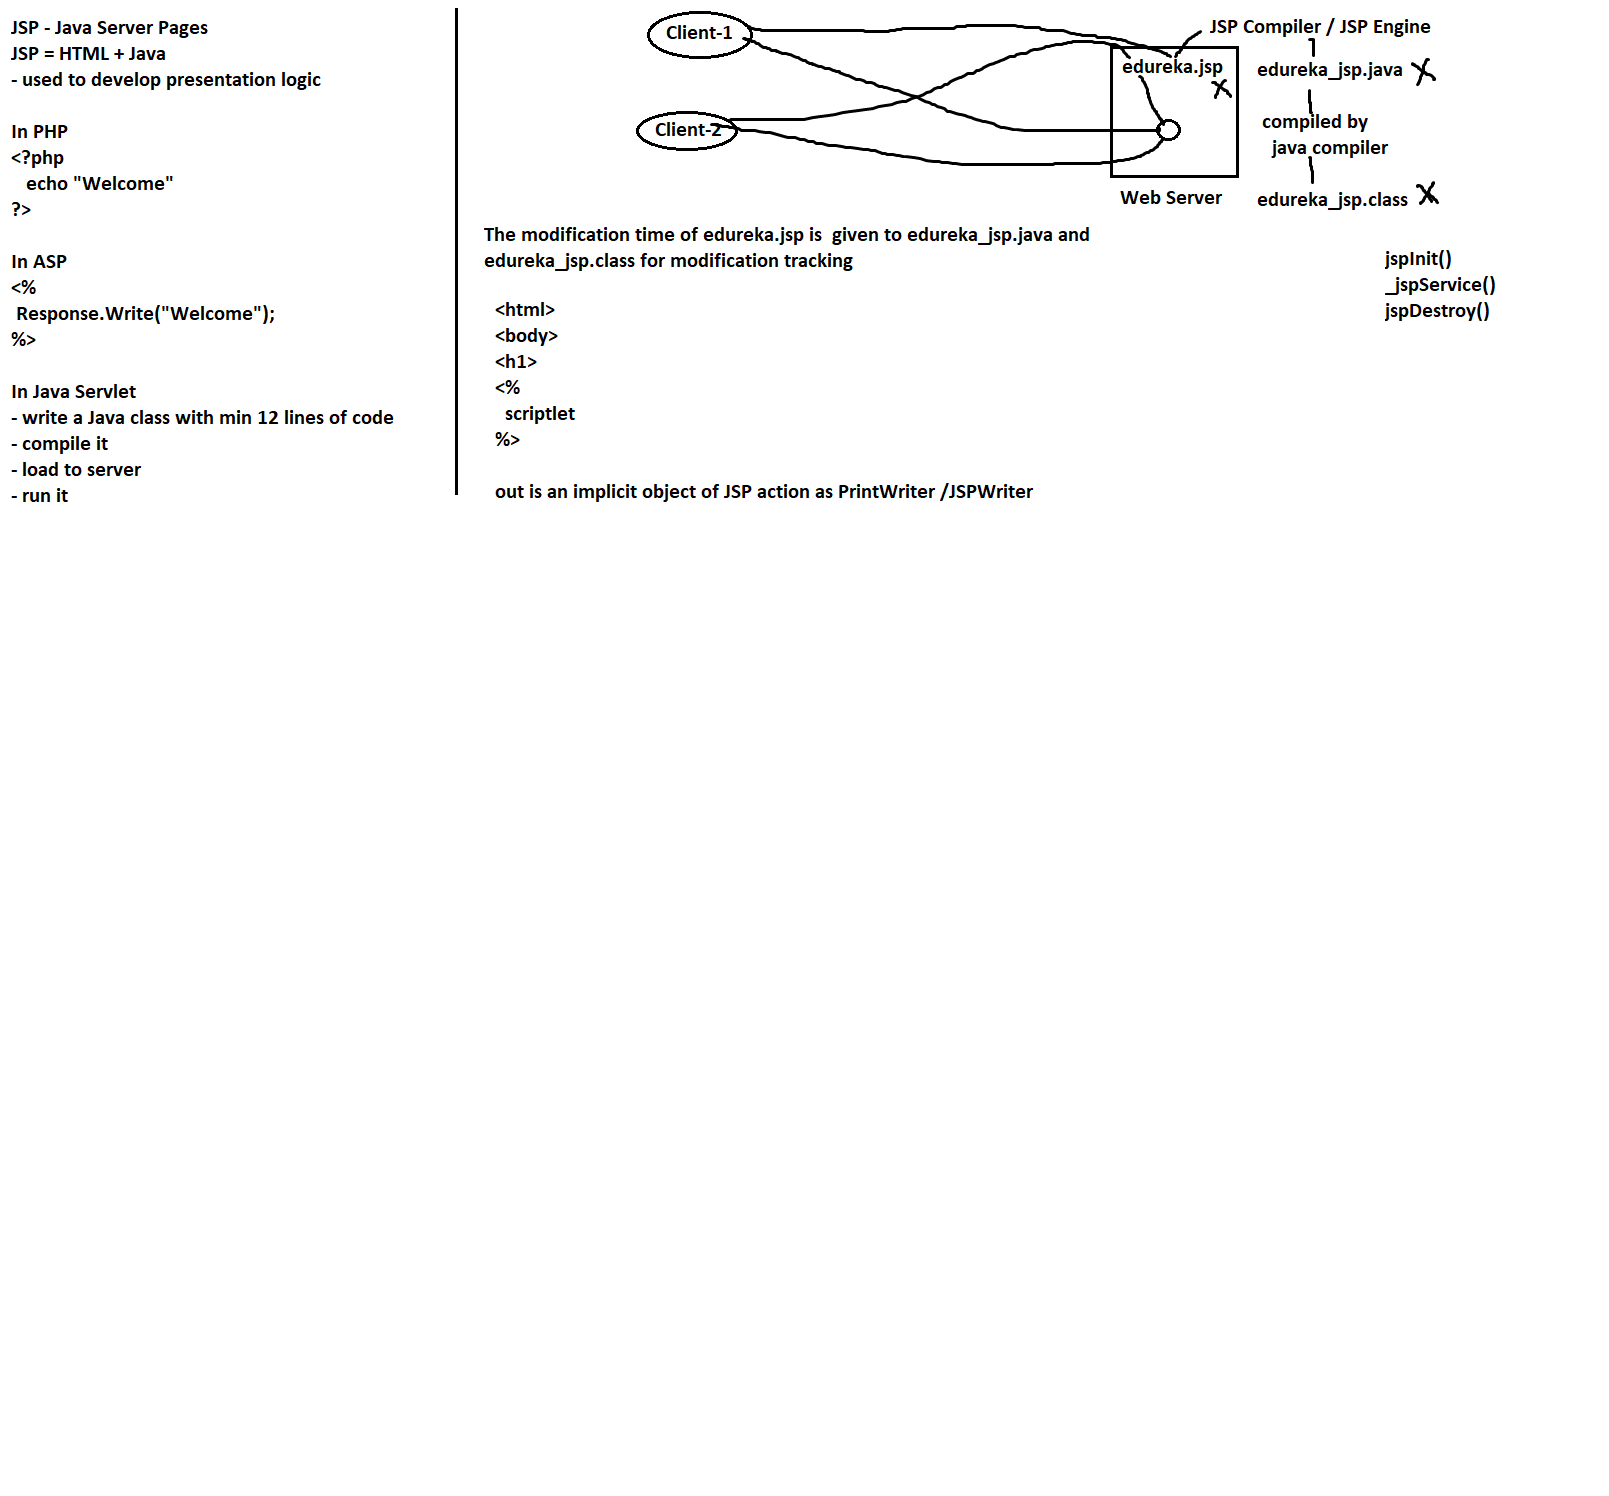 JSP - Java Server Pages
JSP = HTML + Java
- used to develop presentation logic
In PHP
<?php
echo "Welcome"
?>
In ASP
<%
Response.Write("Welcome");
%>
In Java Servlet
- write a Java class with min 12 lines of code
- compile it
- load to server
- run it
Client-1
Client-2
edureka.jsp
X
Web Server
JSP Compiler / JSP Engine
edureka_jsp.java X
compiled by
java compiler
edureka_jsp.class X
The modification time of edureka.jsp is  given to edureka_jsp.java and
edureka_jsp.class for modification tracking
jspInit()
_jspService()
jspDestroy()
<html>
<body>
<h1>
<%
scriptlet
%>
out is an implicit object of JSP action as PrintWriter /JSPWriter